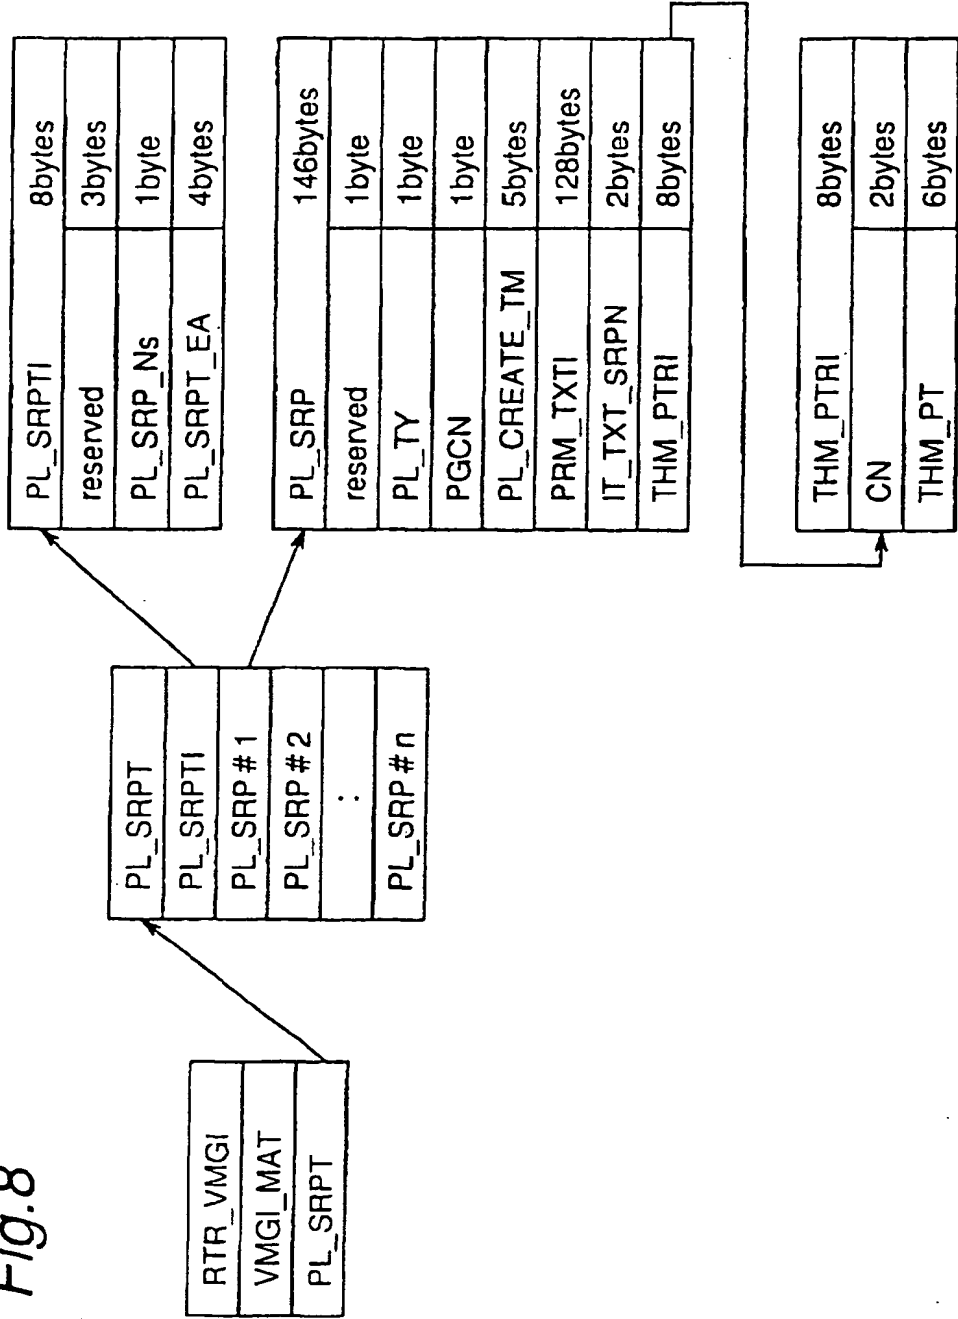 Fig.8
RTR_VMGI
VMGI_MAT
PL_SRPT
PL_SRPT
PL_SRPTI
PL_SRP#1
PL_SRP#2
:
PL_SRP#n
PL_SRPTI 8bytes
reserved 3bytes
PL_SRP_Ns 1byte
PL_SRPT_EA 4bytes
PL_SRP 146bytes
reserved 1byte
PL_TY 1byte
PGCN 1byte
PL_CREATE_TM 5bytes
PRM_TXTI 128bytes
IT_TXT_SRPN 2bytes
THM_PTRI 8bytes
THM_PTRI 8bytes
CN 2bytes
THM_PT 6bytes